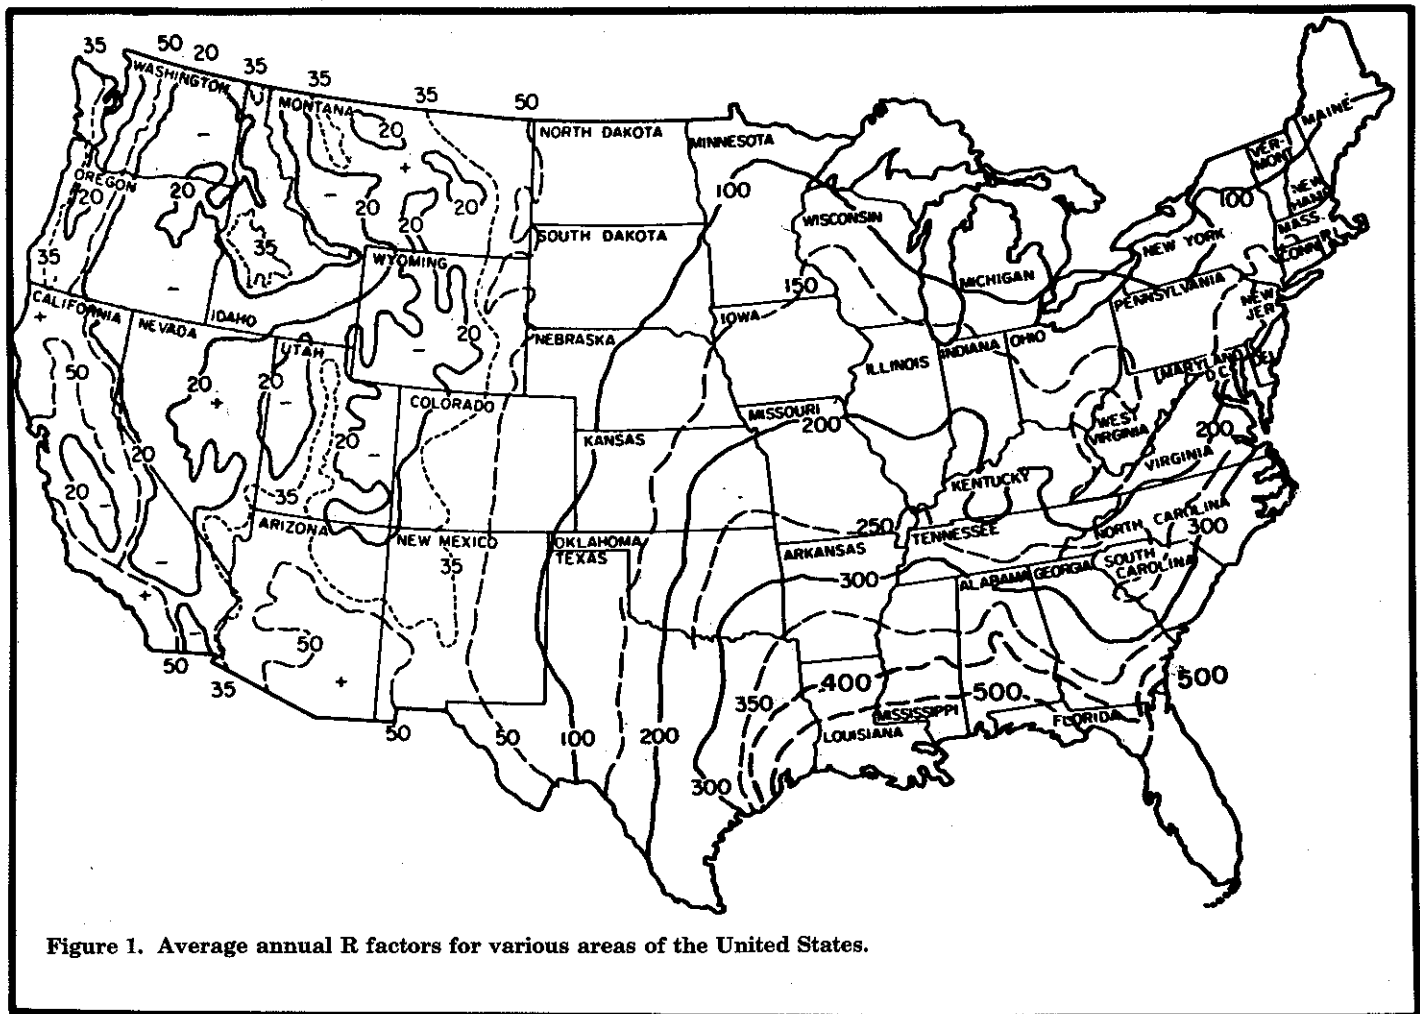 35 50 20 35 35 35 50
WASHINGTON
MONTANA
20
NORTH DAKOTA
MINNESOTA
MAINE
VER-
MONT
OREGON
20
20
20
20
20
100
WISCONSIN
100
NEW
HAMP.
MASS.
CONN.
R.I.
35
35
WYOMING
SOUTH DAKOTA
NEW YORK
MICHIGAN
CALIFORNIA
NEVADA
IDAHO
20
150
IOWA
PENNSYLVANIA
NEW
JER.
UTAH
NEBRASKA
ILLINOIS
INDIANA
OHIO
MARYLAND
D.C.
DEL.
50
20
20
COLORADO
MISSOURI
200
WEST
VIRGINIA
200
20
20
20
KANSAS
KENTUCKY
VIRGINIA
35
ARIZONA
NEW MEXICO
OKLAHOMA
TEXAS
250
TENNESSEE
NORTH CAROLINA
300
35
ARKANSAS
300
ALABAMA
GEORGIA
SOUTH
CAROLINA
50
50
35
50
50
100
200
300
350
400
500
500
MISSISSIPPI
LOUISIANA
FLORIDA
Figure 1. Average annual R factors for various areas of the United States.